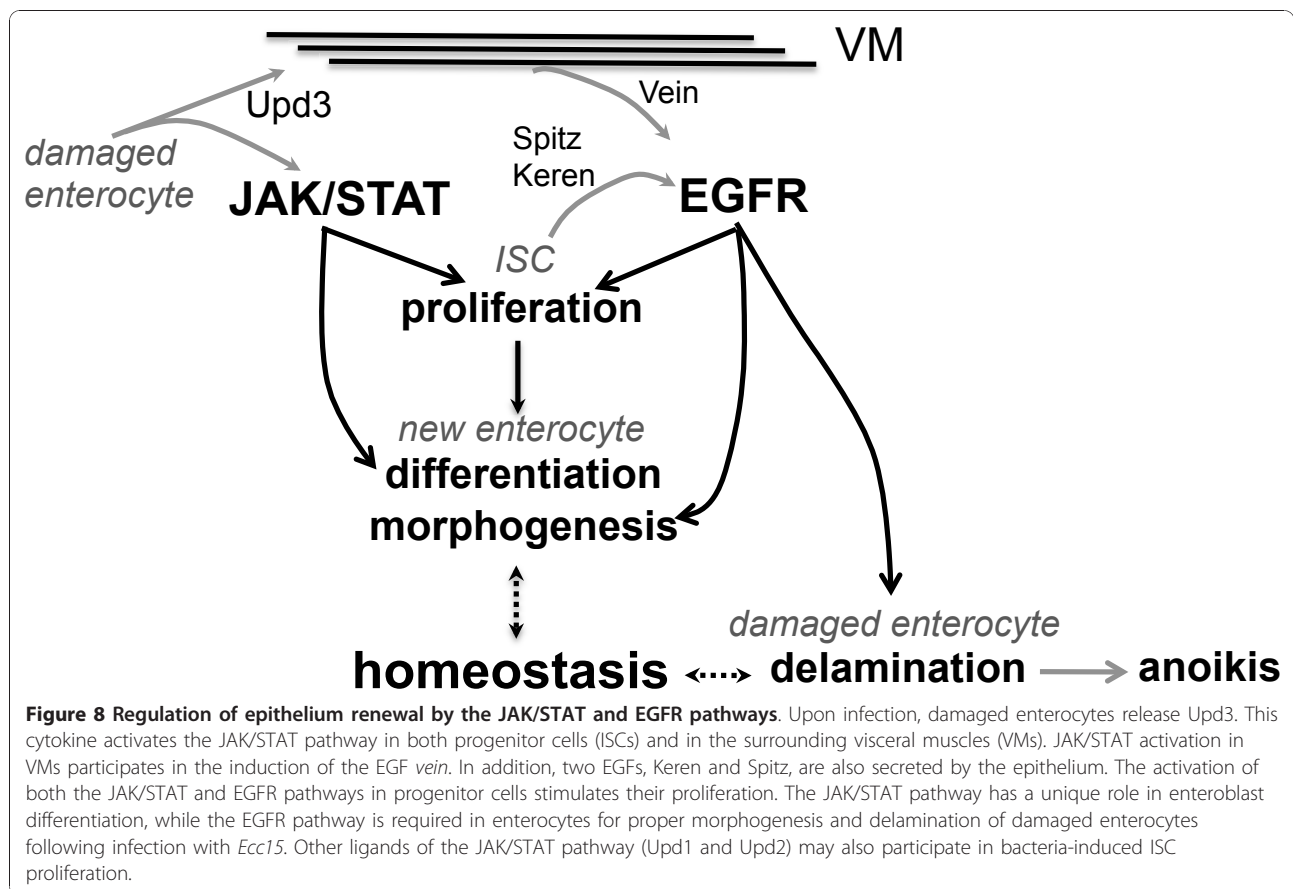 VM
Vein
Upd3
Spitz
Keren
damaged
enterocyte
JAK/STAT
EGFR
ISC
proliferation
new enterocyte
differentiation
morphogenesis
damaged enterocyte
homeostasis
delamination
anoikis
Figure 8 Regulation of epithelium renewal by the JAK/STAT and EGFR pathways. Upon infection, damaged enterocytes release Upd3. This
cytokine activates the JAK/STAT pathway in both progenitor cells (ISCs) and in the surrounding visceral muscles (VMs). JAK/STAT activation in
VMs participates in the induction of the EGF vein. In addition, two EGFs, Keren and Spitz, are also secreted by the epithelium. The activation of
both the JAK/STAT and EGFR pathways in progenitor cells stimulates their proliferation. The JAK/STAT pathway has a unique role in enteroblast
differentiation, while the EGFR pathway is required in enterocytes for proper morphogenesis and delamination of damaged enterocytes
following infection with Ecc15. Other ligands of the JAK/STAT pathway (Upd1 and Upd2) may also participate in bacteria-induced ISC
proliferation.